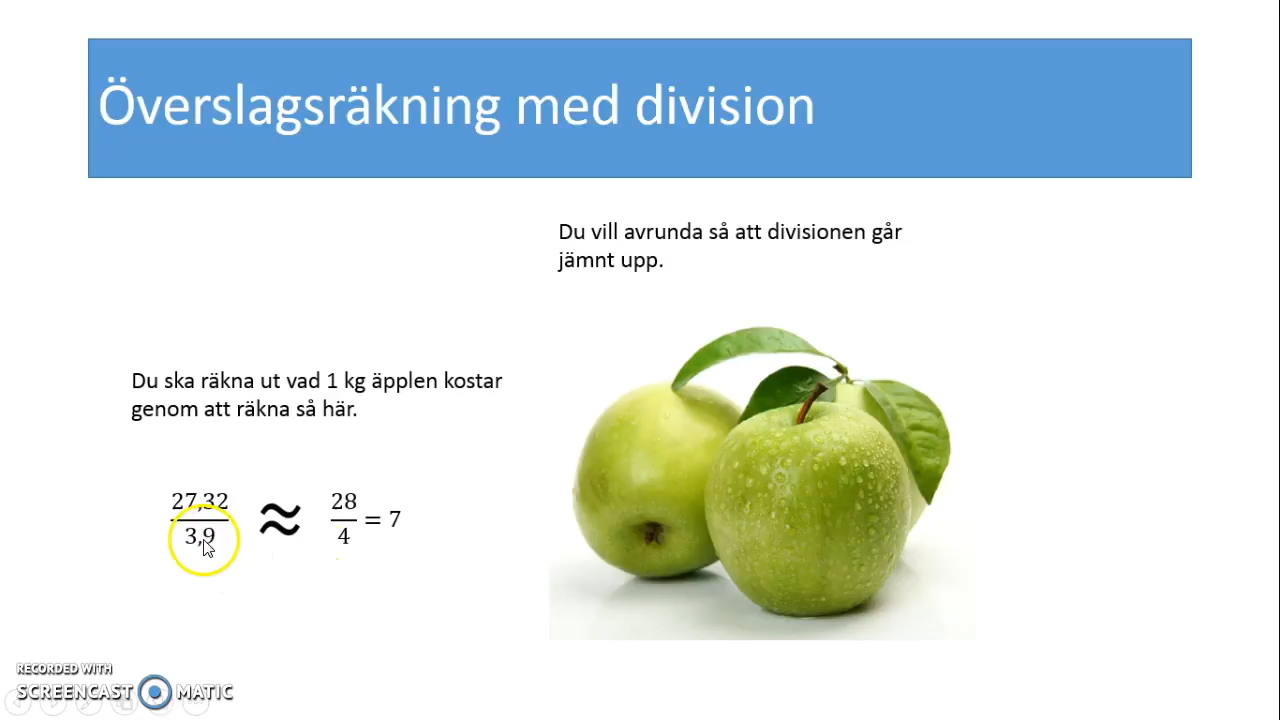 Överslagsräkning med division
Du vill avrunda så att divisionen går
jämnt upp.
Du ska räkna ut vad 1 kg äpplen kostar
genom att räkna så här.
27,32 / 3,9 ≈ 28 / 4 = 7
RECORDED WITH
SCREENCAST MATIC